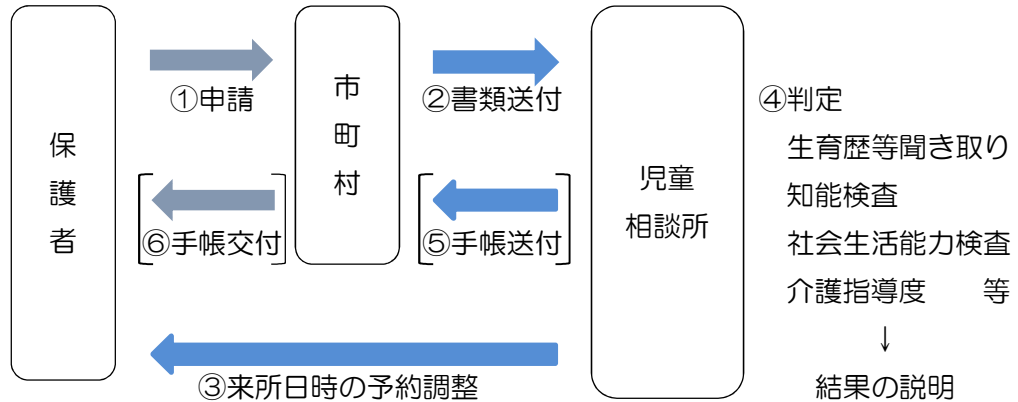 保護者
①申請
市町村
②書類送付
児童
相談所
④判定
生育歴等聞き取り
知能検査
社会生活能力検査
介護指導度　　等
↓
結果の説明
⑥手帳交付
⑤手帳送付
③来所日時の予約調整